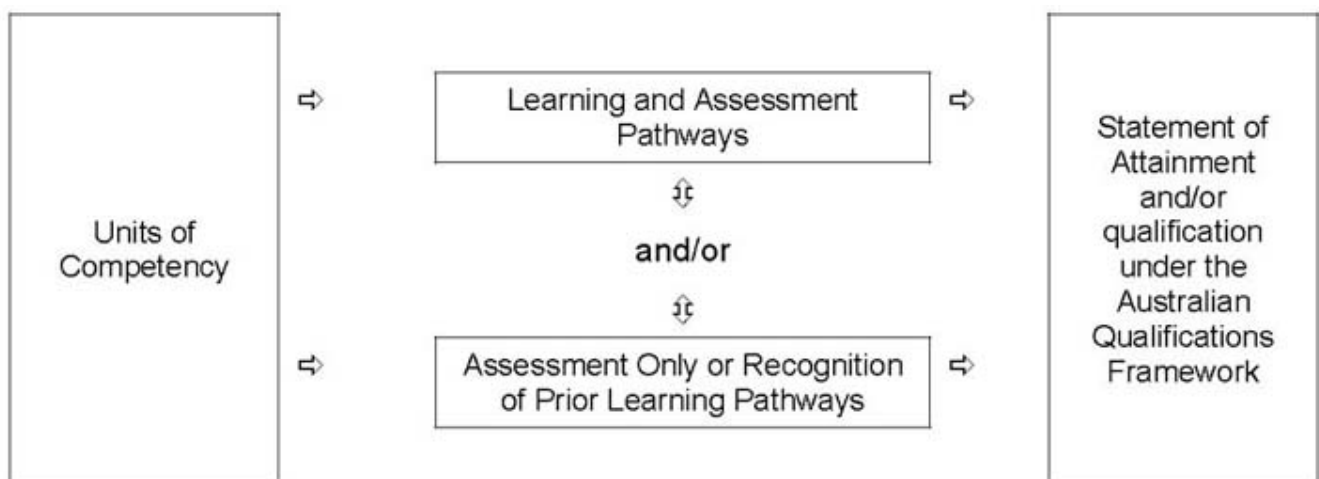 Units of
Competency
Learning and Assessment
Pathways
and/or
Assessment Only or Recognition
of Prior Learning Pathways
Statement of
Attainment
and/or
qualification
under the
Australian
Qualifications
Framework